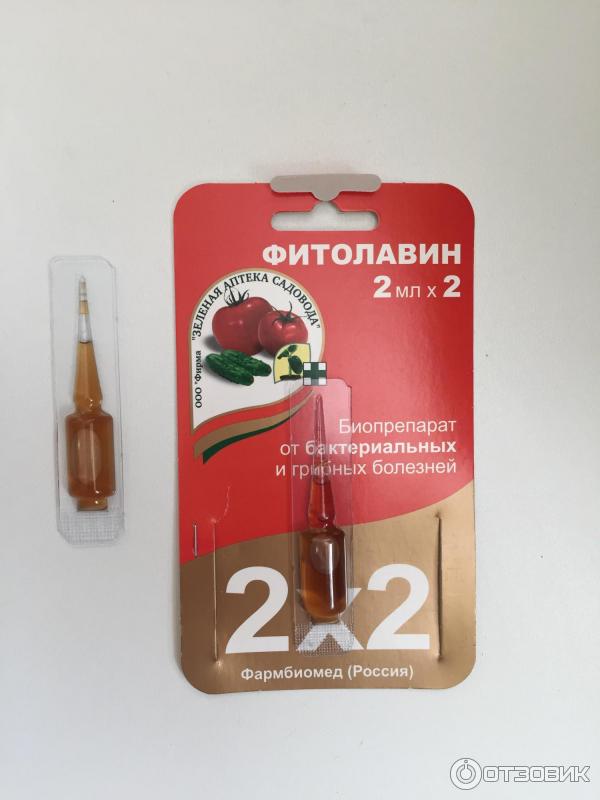 ФИТОЛАВИН
2 мл х 2
ООО "Фирма "ЗЕЛЕНАЯ АПТЕКА САДОВОДА"
Биопрепарат
от бактериальных
и грибных болезней
2х2
Фармбиомед (Россия)
ОТЗОВИК